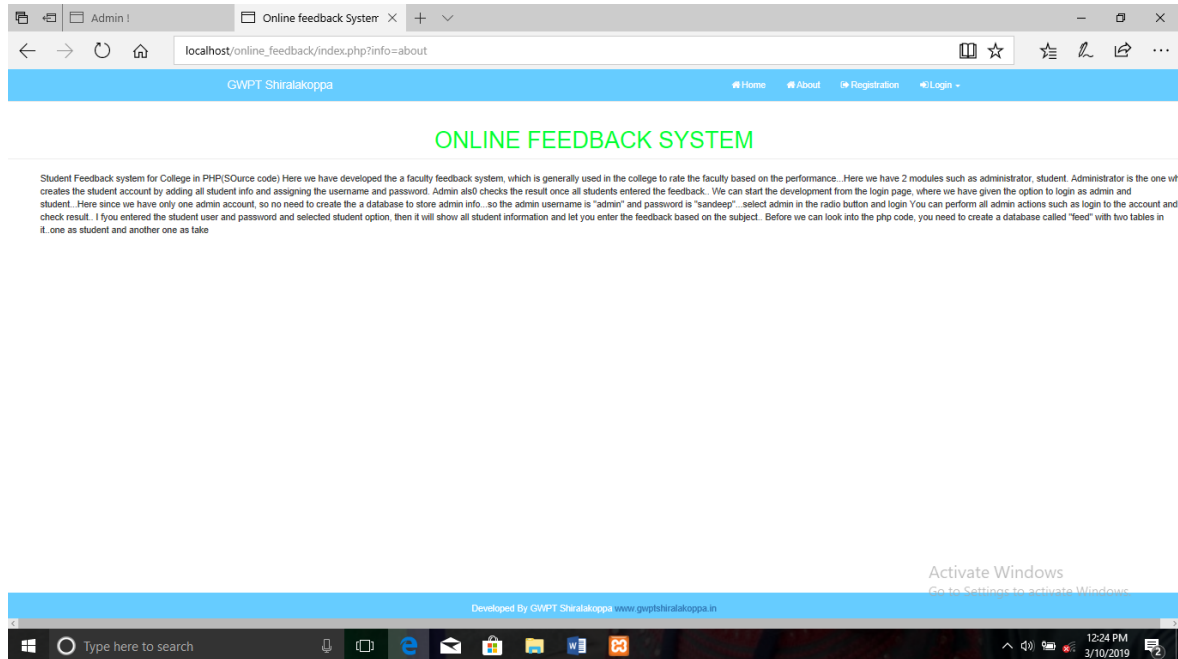 Admin !
Online feedback System
localhost/online_feedback/index.php?info=about
GWPT Shiralakoppa
Home
About
Registration
Login
ONLINE FEEDBACK SYSTEM
Student Feedback system for College in PHP(SOurce code) Here we have developed the a faculty feedback system, which is generally used in the college to rate the faculty based on the performance...Here we have 2 modules such as administrator, student. Administrator is the one wh
creates the student account by adding all student info and assigning the username and password. Admin als0 checks the result once all students entered the feedback.. We can start the development from the login page, where we have given the option to login as admin and
student...Here since we have only one admin account, so no need to create the a database to store admin info...so the admin username is "admin" and password is "sandeep"...select admin in the radio button and login You can perform all admin actions such as login to the account and
check result.. I fyou entered the student user and password and selected student option, then it will show all student information and let you enter the feedback based on the subject.. Before we can look into the php code, you need to create a database called "feed" with two tables in
it..one as student and another one as take
Activate Windows
Go to Settings to activate Windows.
Developed By GWPT Shiralakoppa www.gwptshiralakoppa.in
Type here to search
12:24 PM
3/10/2019
2